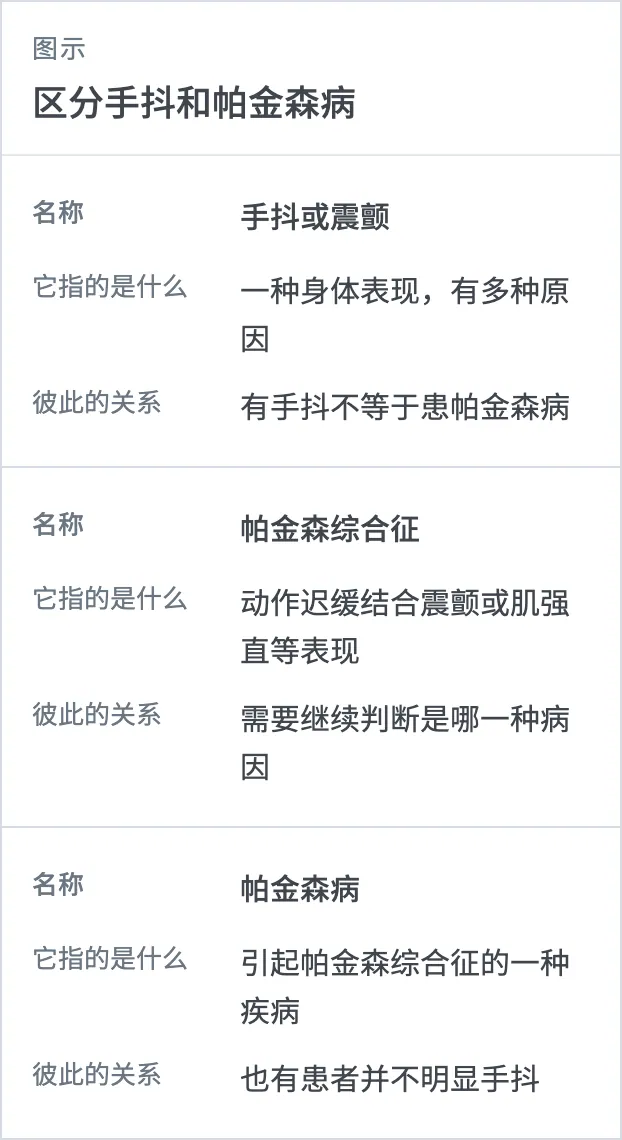 图示
区分手抖和帕金森病
名称
手抖或震颤
它指的是什么
一种身体表现，有多种原
因
彼此的关系
有手抖不等于患帕金森病
名称
帕金森综合征
它指的是什么
动作迟缓结合震颤或肌强
直等表现
彼此的关系
需要继续判断是哪一种病
因
名称
帕金森病
它指的是什么
引起帕金森综合征的一种
疾病
彼此的关系
也有患者并不明显手抖